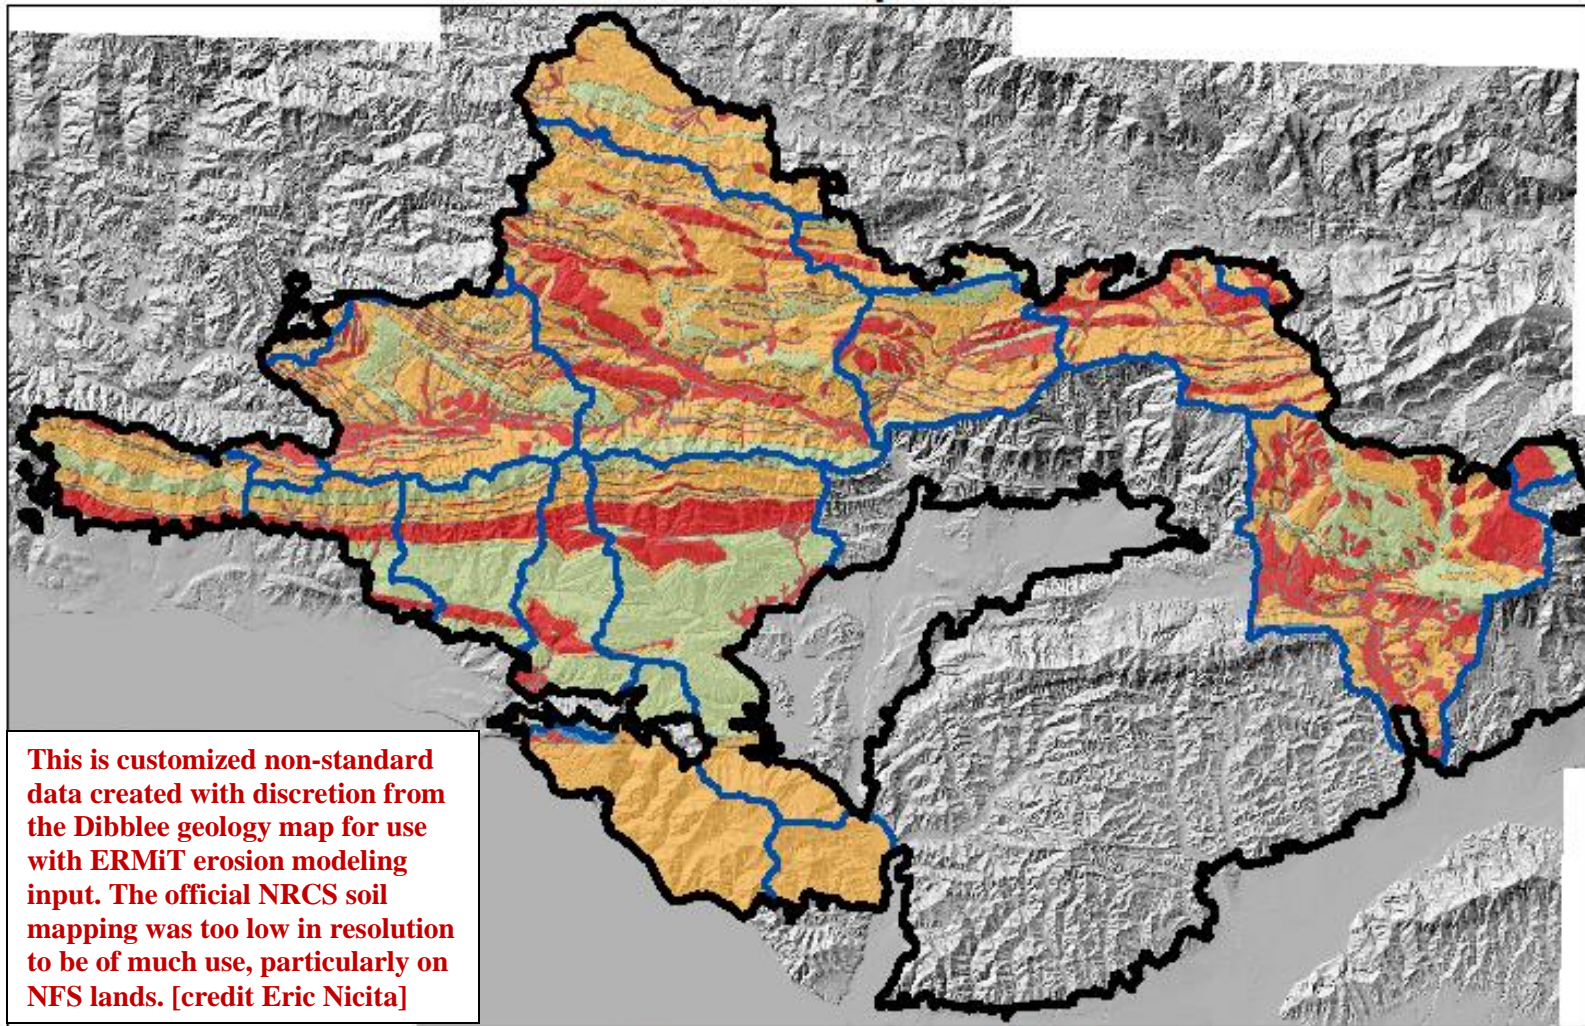 This is customized non-standard
data created with discretion from
the Dibblee geology map for use
with ERMiT erosion modeling
input. The official NRCS soil
mapping was too low in resolution
to be of much use, particularly on
NFS lands. [credit Eric Nicita]